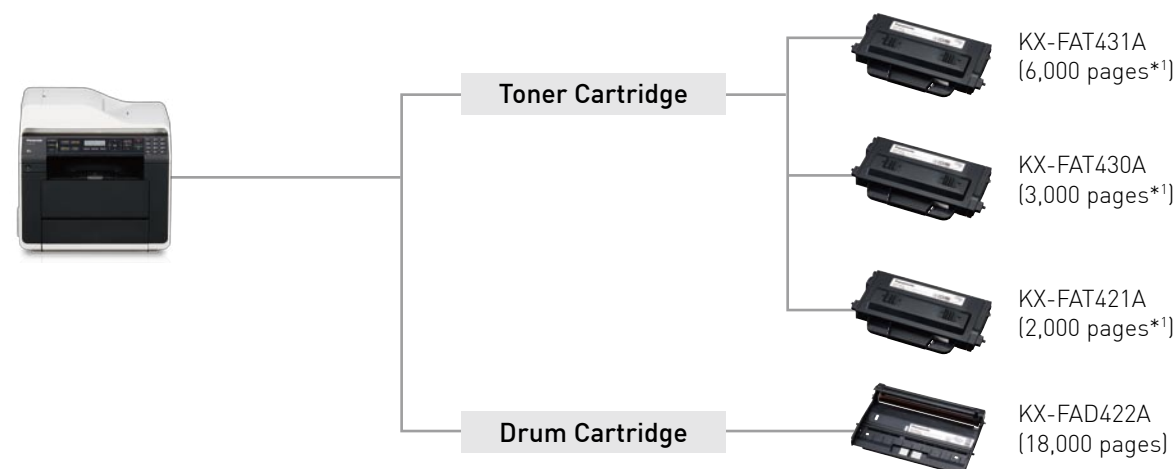 Toner Cartridge
KX-FAT431A
(6,000 pages*1)
KX-FAT430A
(3,000 pages*1)
KX-FAT421A
(2,000 pages*1)
Drum Cartridge
KX-FAD422A
(18,000 pages)